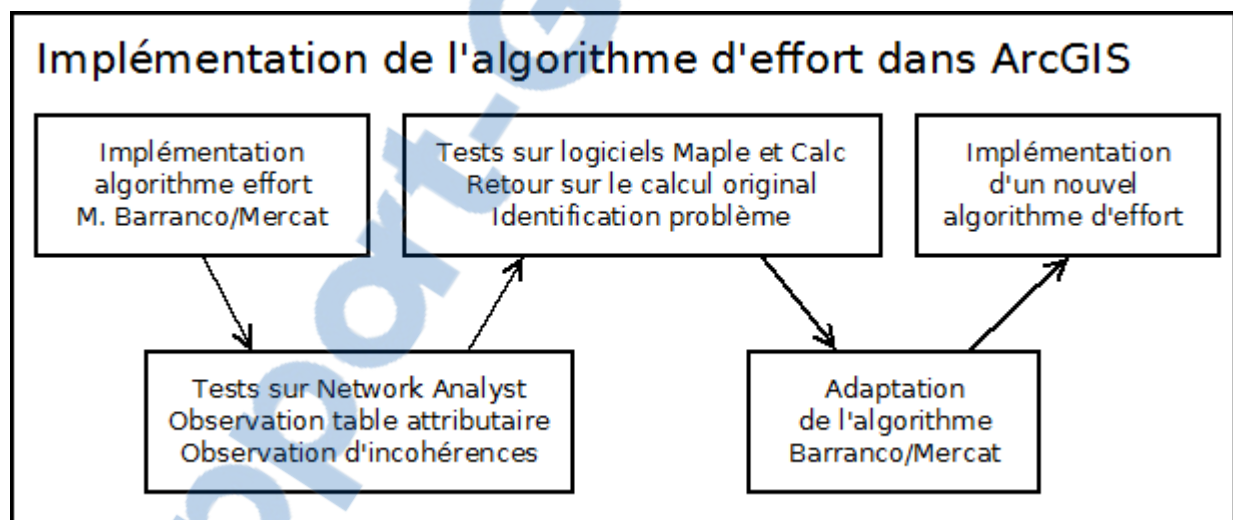 Implémentation de l'algorithme d'effort dans ArcGIS
Implémentation
algorithme effort
M. Barranco/Mercat
Tests sur Network Analyst
Observation table attributaire
Observation d'incohérences
Tests sur logiciels Maple et Calc
Retour sur le calcul original
Identification problème
Adaptation
de l'algorithme
Barranco/Mercat
Implémentation
d'un nouvel
algorithme d'effort
pport-G